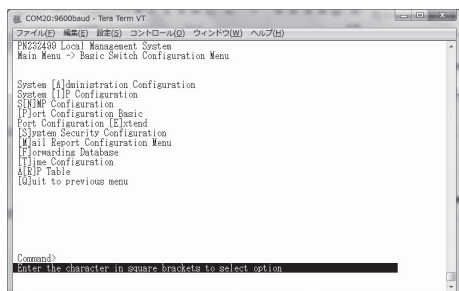 COM20:9600baud - Tera Term VT
ファイル(F) 編集(E) 設定(S) コントロール(O) ウィンドウ(W) ヘルプ(H)
PN232499 Local Management System
Main Menu -> Basic Switch Configuration Menu
System [A]dministration Configuration
System [I]P Configuration
S[N]MP Configuration
[P]ort Configuration Basic
Port Configuration [E]xtend
[S]ystem Security Configuration
[M]ail Report Configuration Menu
[F]orwarding Database
[T]ime Configuration
A[R]P Table
[Q]uit to previous menu
Command>
Enter the character in square brackets to select option